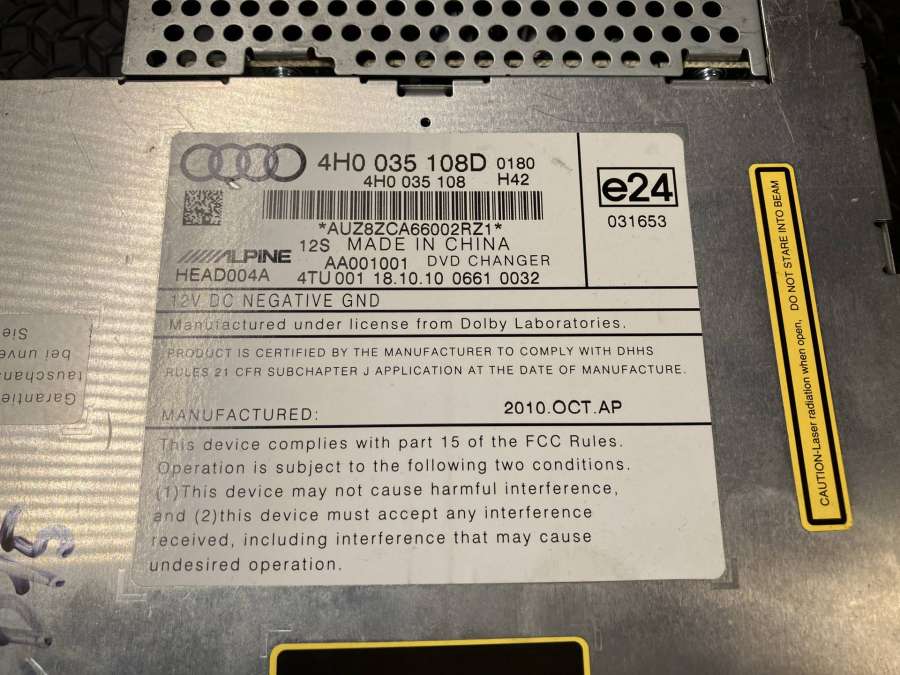 4H0 035 108D 0180
4H0 035 108 H42
*AUZ8ZCA66002RZ1*
12S MADE IN CHINA
ALPINE AA001001 DVD CHANGER
HEAD004A 4TU 001 18.10.10 0661 0032
e24
031653
12V DC NEGATIVE GND
Manufactured under license from Dolby Laboratories.
PRODUCT IS CERTIFIED BY THE MANUFACTURER TO COMPLY WITH DHHS
RULES 21 CFR SUBCHAPTER J APPLICATION AT THE DATE OF MANUFACTURE.
MANUFACTURED: 2010.OCT.AP
This device complies with part 15 of the FCC Rules.
Operation is subject to the following two conditions.
(1)This device may not cause harmful interference,
and (2)this device must accept any interference
received, including interference that may cause
undesired operation.
CAUTION-Laser radiation when open, DO NOT STARE INTO BEAM
Garantie
tauschan
bei unve
Sie